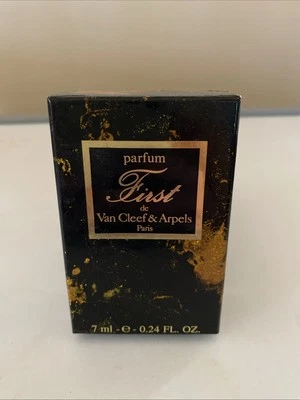 parfum
First
de
Van Cleef & Arpels
Paris
7 ml - e - 0.24 FL. OZ.